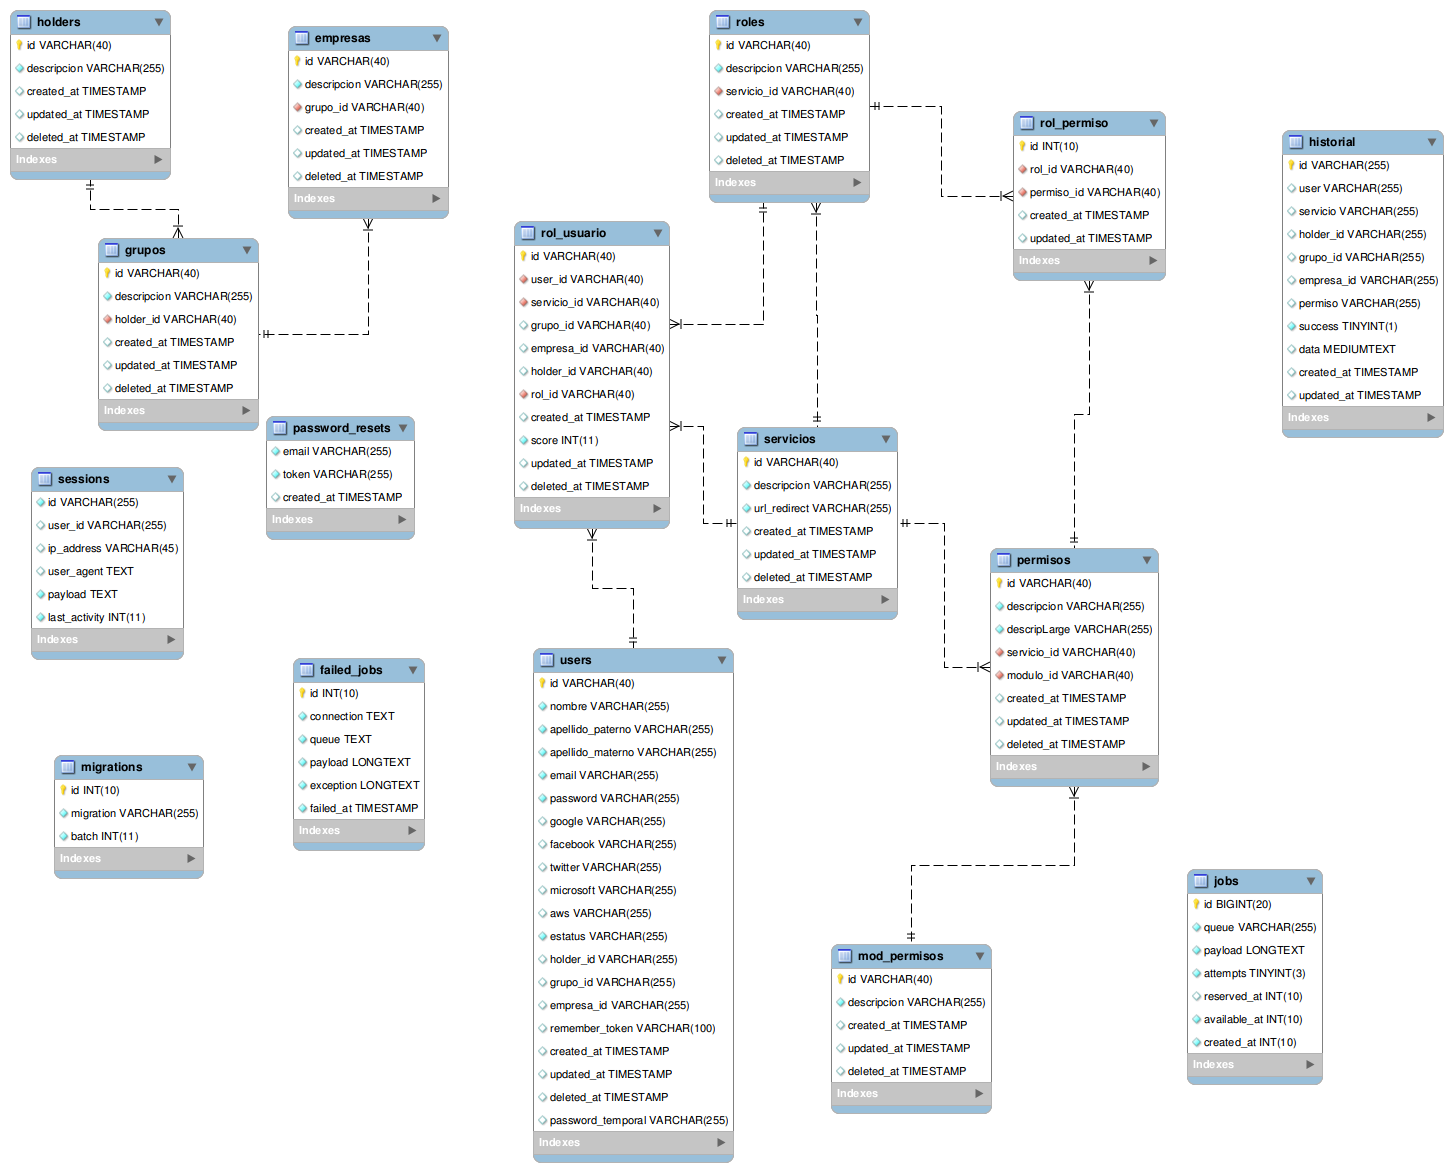 holders
id VARCHAR(40)
descripcion VARCHAR(255)
created_at TIMESTAMP
updated_at TIMESTAMP
deleted_at TIMESTAMP
Indexes
empresas
id VARCHAR(40)
descripcion VARCHAR(255)
grupo_id VARCHAR(40)
created_at TIMESTAMP
updated_at TIMESTAMP
deleted_at TIMESTAMP
Indexes
grupos
id VARCHAR(40)
descripcion VARCHAR(255)
holder_id VARCHAR(40)
created_at TIMESTAMP
updated_at TIMESTAMP
deleted_at TIMESTAMP
Indexes
password_resets
email VARCHAR(255)
token VARCHAR(255)
created_at TIMESTAMP
Indexes
sessions
id VARCHAR(255)
user_id VARCHAR(255)
ip_address VARCHAR(45)
user_agent TEXT
payload TEXT
last_activity INT(11)
Indexes
failed_jobs
id INT(10)
connection TEXT
queue TEXT
payload LONGTEXT
exception LONGTEXT
failed_at TIMESTAMP
Indexes
migrations
id INT(10)
migration VARCHAR(255)
batch INT(11)
Indexes
roles
id VARCHAR(40)
descripcion VARCHAR(255)
servicio_id VARCHAR(40)
created_at TIMESTAMP
updated_at TIMESTAMP
deleted_at TIMESTAMP
Indexes
rol_usuario
id VARCHAR(40)
user_id VARCHAR(40)
servicio_id VARCHAR(40)
grupo_id VARCHAR(40)
empresa_id VARCHAR(40)
holder_id VARCHAR(40)
rol_id VARCHAR(40)
created_at TIMESTAMP
score INT(11)
updated_at TIMESTAMP
deleted_at TIMESTAMP
Indexes
servicios
id VARCHAR(40)
descripcion VARCHAR(255)
url_redirect VARCHAR(255)
created_at TIMESTAMP
updated_at TIMESTAMP
deleted_at TIMESTAMP
Indexes
users
id VARCHAR(40)
nombre VARCHAR(255)
apellido_paterno VARCHAR(255)
apellido_materno VARCHAR(255)
email VARCHAR(255)
password VARCHAR(255)
google VARCHAR(255)
facebook VARCHAR(255)
twitter VARCHAR(255)
microsoft VARCHAR(255)
aws VARCHAR(255)
estatus VARCHAR(255)
holder_id VARCHAR(255)
grupo_id VARCHAR(255)
empresa_id VARCHAR(255)
remember_token VARCHAR(100)
created_at TIMESTAMP
updated_at TIMESTAMP
deleted_at TIMESTAMP
password_temporal VARCHAR(255)
Indexes
rol_permiso
id INT(10)
rol_id VARCHAR(40)
permiso_id VARCHAR(40)
created_at TIMESTAMP
updated_at TIMESTAMP
Indexes
permisos
id VARCHAR(40)
descripcion VARCHAR(255)
descripLarge VARCHAR(255)
servicio_id VARCHAR(40)
modulo_id VARCHAR(40)
created_at TIMESTAMP
updated_at TIMESTAMP
deleted_at TIMESTAMP
Indexes
mod_permisos
id VARCHAR(40)
descripcion VARCHAR(255)
created_at TIMESTAMP
updated_at TIMESTAMP
deleted_at TIMESTAMP
Indexes
historial
id VARCHAR(255)
user VARCHAR(255)
servicio VARCHAR(255)
holder_id VARCHAR(255)
grupo_id VARCHAR(255)
empresa_id VARCHAR(255)
permiso VARCHAR(255)
success TINYINT(1)
data MEDIUMTEXT
created_at TIMESTAMP
updated_at TIMESTAMP
Indexes
jobs
id BIGINT(20)
queue VARCHAR(255)
payload LONGTEXT
attempts TINYINT(3)
reserved_at INT(10)
available_at INT(10)
created_at INT(10)
Indexes